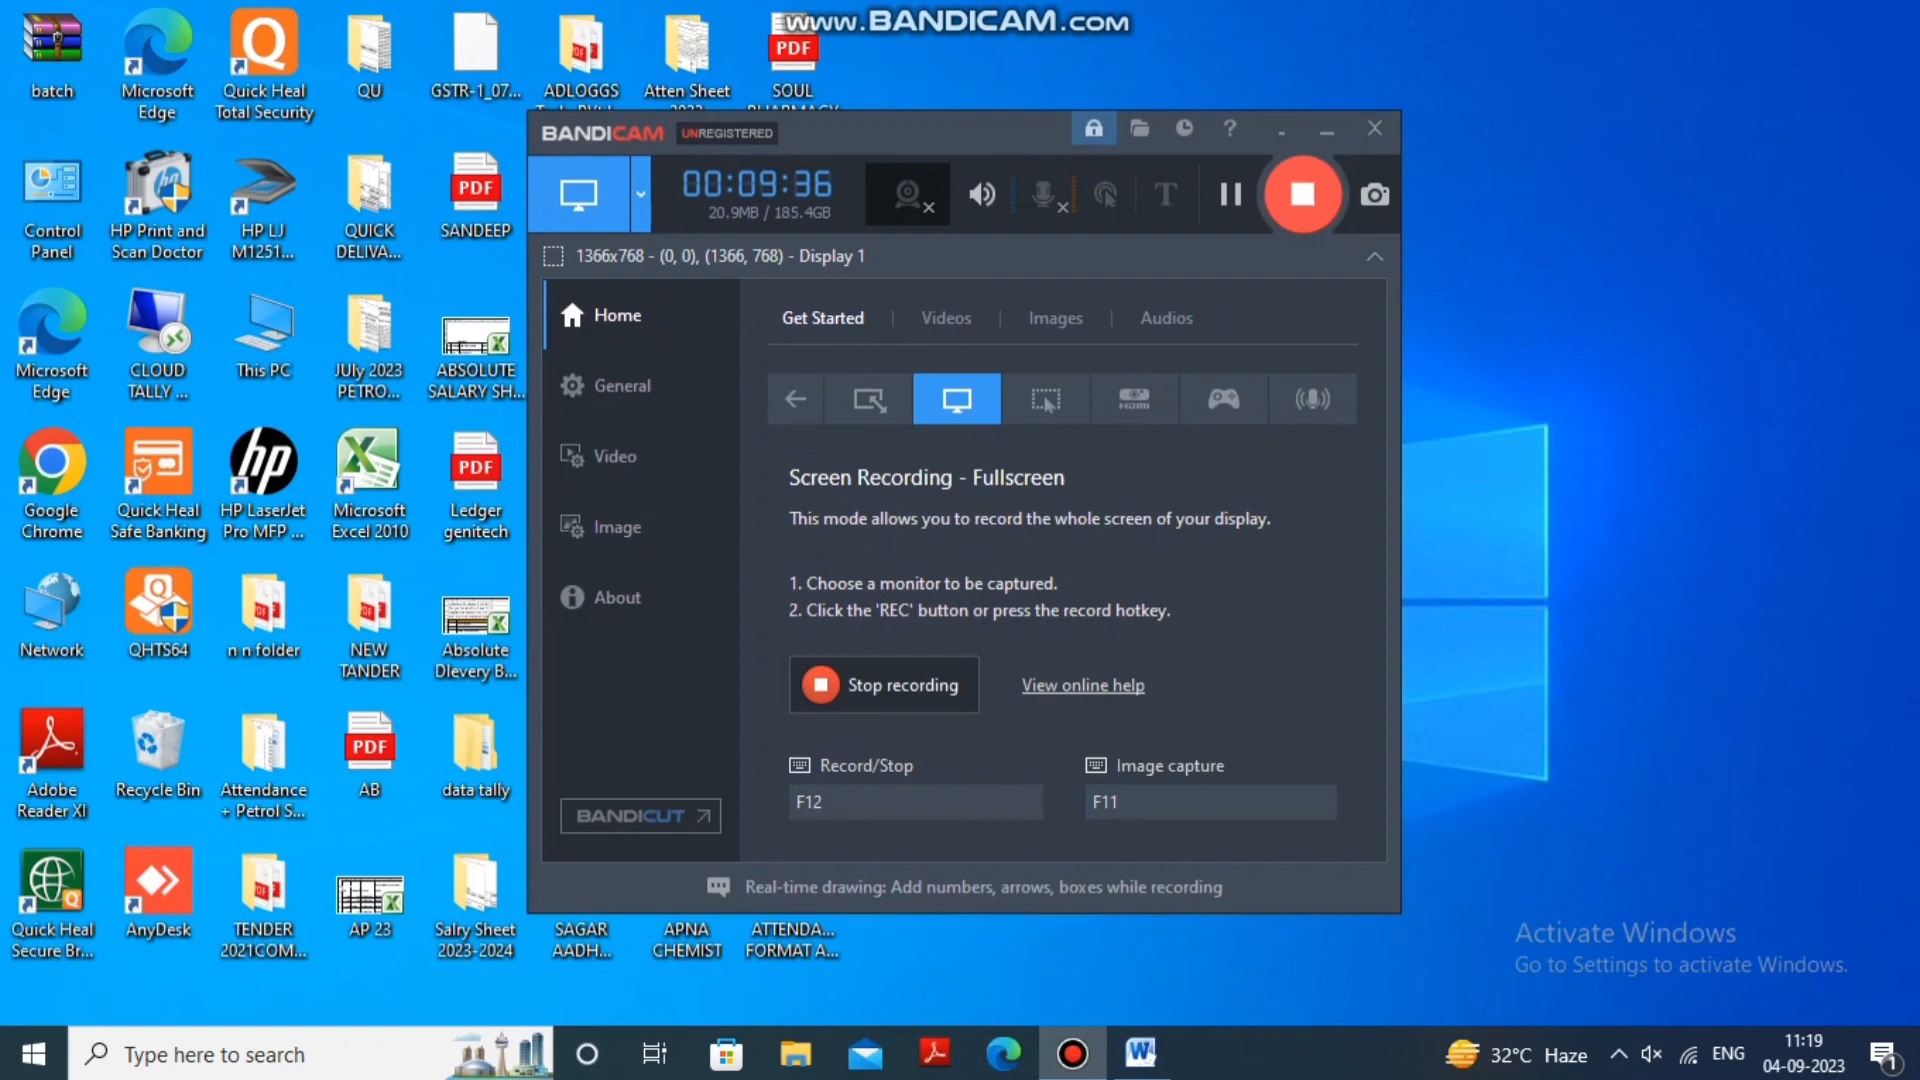 www.BANDICAM.com
batch
Microsoft
Edge
Quick Heal
Total Security
QU
GSTR-1_07...
ADLOGGS
Atten Sheet
PDF
SOUL
BANDICAM
UNREGISTERED
00:09:36
20.9MB / 185.4GB
1366x768 - (0, 0), (1366, 768) - Display 1
Home
General
Video
Image
About
BANDICUT
Get Started
Videos
Images
Audios
HDMI
Screen Recording - Fullscreen
This mode allows you to record the whole screen of your display.
1. Choose a monitor to be captured.
2. Click the 'REC' button or press the record hotkey.
Stop recording
View online help
Record/Stop
Image capture
F12
F11
Real-time drawing: Add numbers, arrows, boxes while recording
Control
Panel
HP Print and
Scan Doctor
HP LJ
M1251...
QUICK
DELIVA...
PDF
SANDEEP
Microsoft
Edge
CLOUD
TALLY ...
This PC
JUly 2023
PETRO...
ABSOLUTE
SALARY SH...
Google
Chrome
Quick Heal
Safe Banking
hp
HP LaserJet
Pro MFP ...
Microsoft
Excel 2010
PDF
Ledger
genitech
Network
QHTS64
n n folder
NEW
TANDER
Absolute
Dlevery B...
Adobe
Reader XI
Recycle Bin
Attendance
+ Petrol S...
PDF
AB
data tally
Quick Heal
Secure Br...
AnyDesk
TENDER
2021COM...
AP 23
Salry Sheet
2023-2024
SAGAR
AADH...
APNA
CHEMIST
ATTENDA...
FORMAT A...
Activate Windows
Go to Settings to activate Windows.
Type here to search
32°C Haze
ENG
11:19
04-09-2023
1